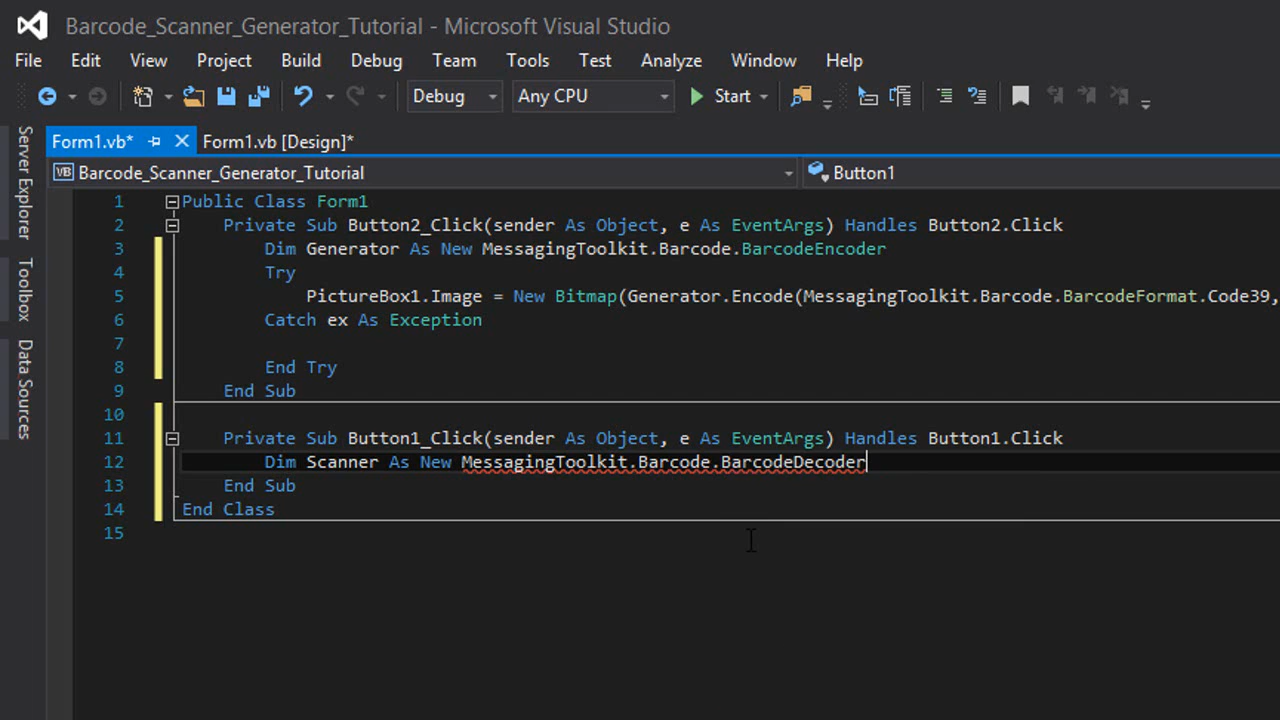 Barcode_Scanner_Generator_Tutorial - Microsoft Visual Studio
File Edit View Project Build Debug Team Tools Test Analyze Window Help
Debug Any CPU Start
Form1.vb* Form1.vb [Design]*
Server Explorer
Toolbox
Data Sources
VB Barcode_Scanner_Generator_Tutorial Button1
1 Public Class Form1
2 Private Sub Button2_Click(sender As Object, e As EventArgs) Handles Button2.Click
3 Dim Generator As New MessagingToolkit.Barcode.BarcodeEncoder
4 Try
5 PictureBox1.Image = New Bitmap(Generator.Encode(MessagingToolkit.Barcode.BarcodeFormat.Code39,
6 Catch ex As Exception
7
8 End Try
9 End Sub
10
11 Private Sub Button1_Click(sender As Object, e As EventArgs) Handles Button1.Click
12 Dim Scanner As New MessagingToolkit.Barcode.BarcodeDecoder
13 End Sub
14 End Class
15